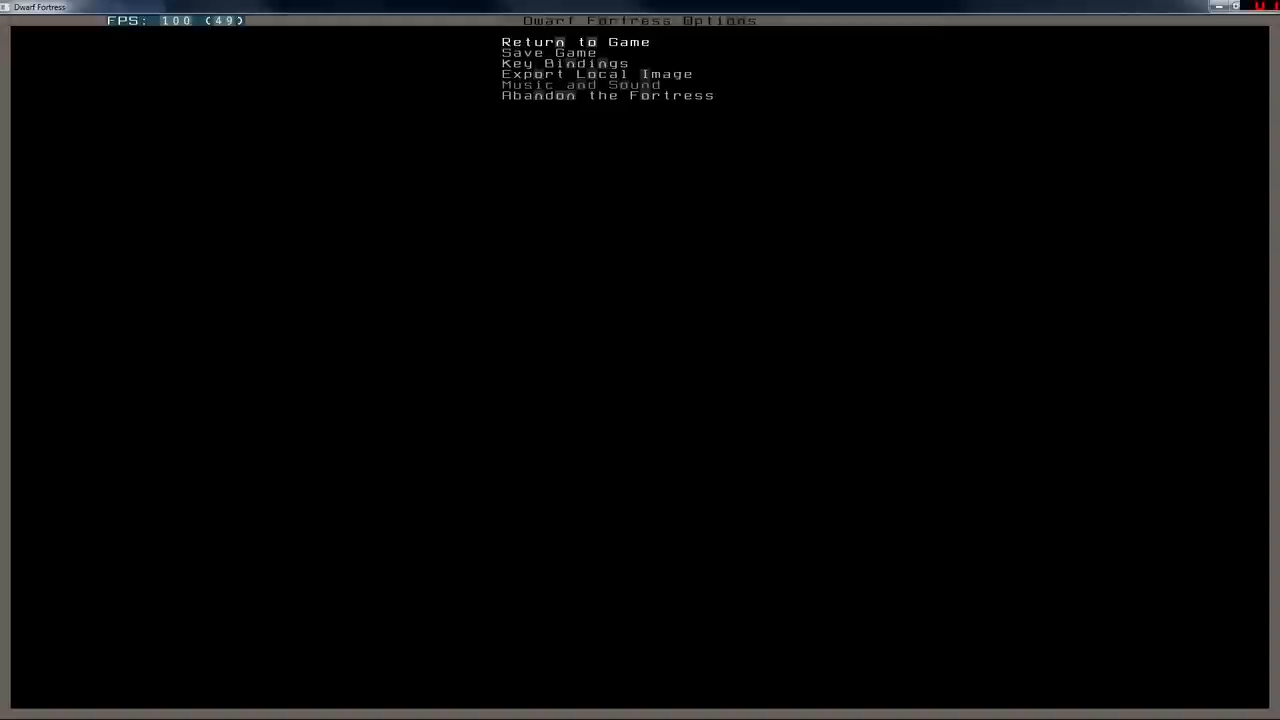 Dwarf Fortress
FPS: 100 (49)
Dwarf Fortress Options
Return to Game
Save Game
Key Bindings
Export Local Image
Music and Sound
Abandon the Fortress